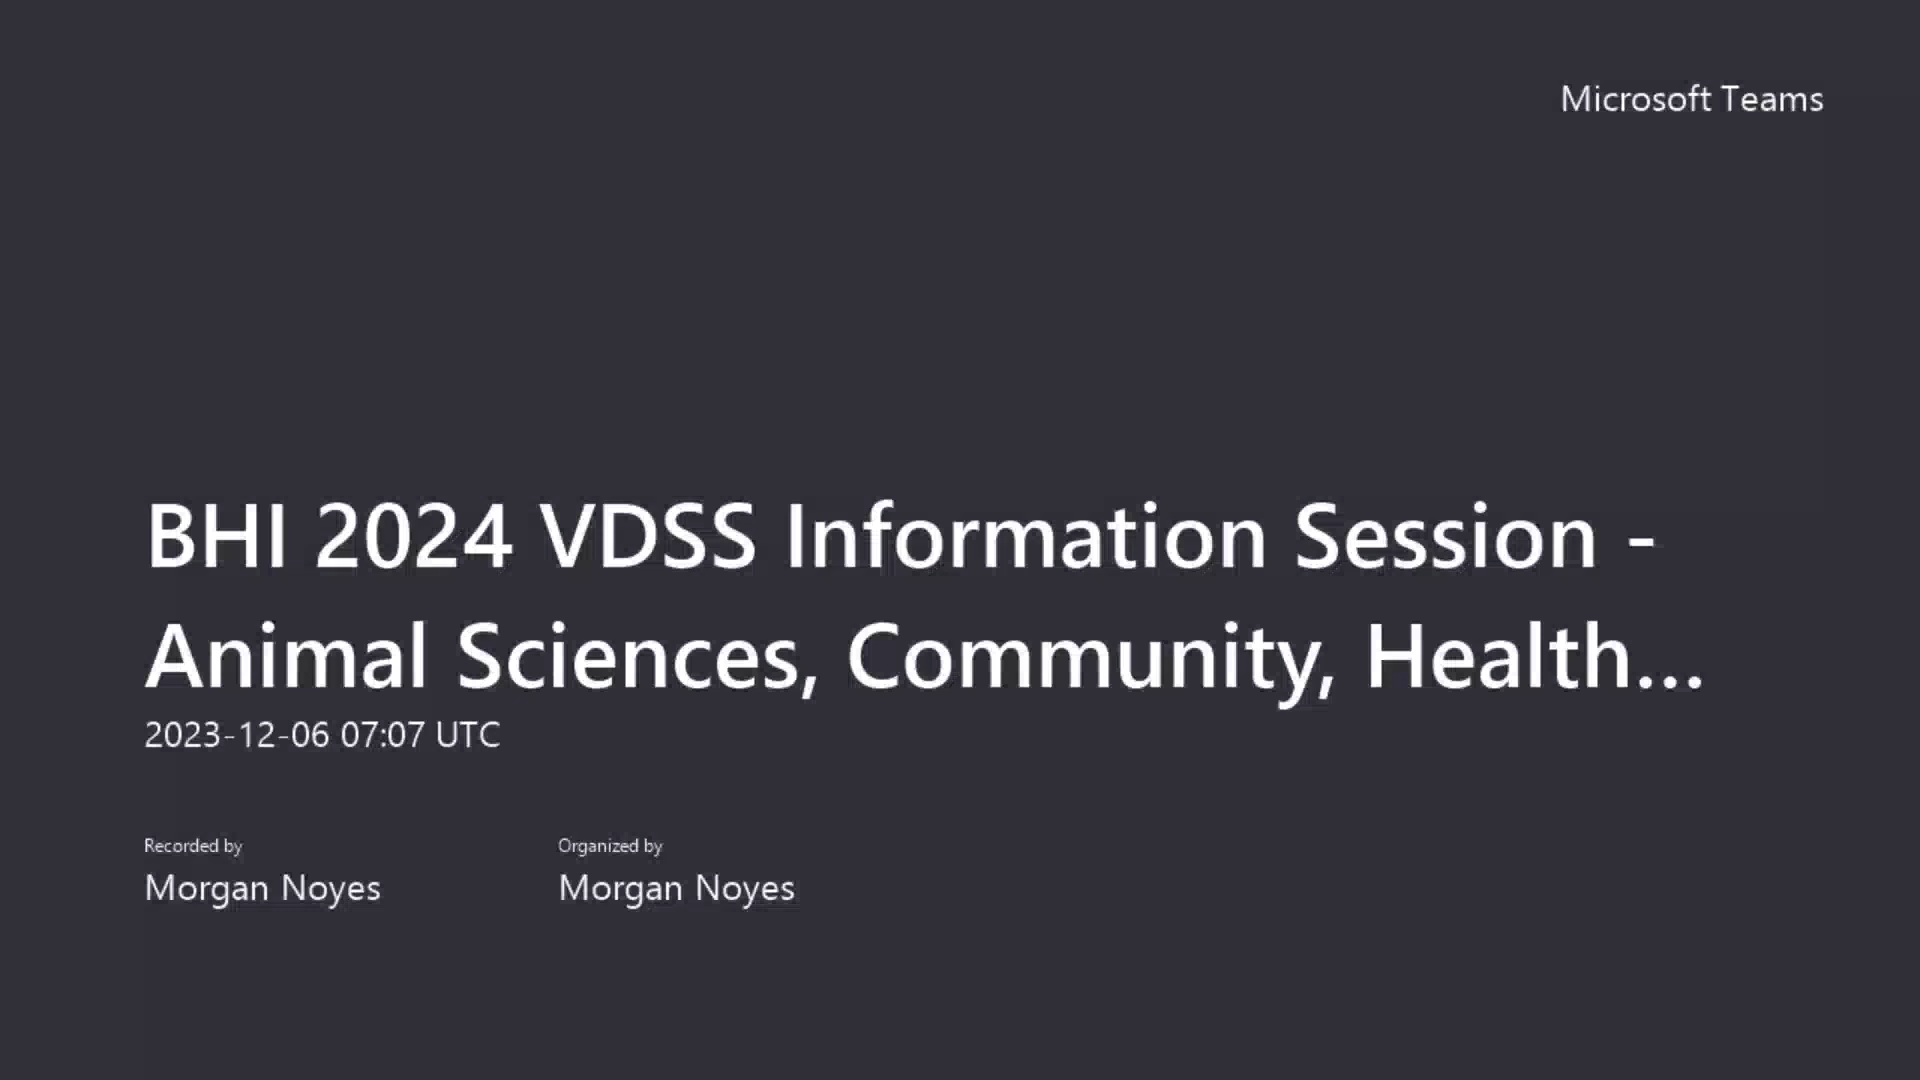 Microsoft Teams
BHI 2024 VDSS Information Session -
Animal Sciences, Community, Health...
2023-12-06 07:07 UTC
Recorded by
Organized by
Morgan Noyes
Morgan Noyes